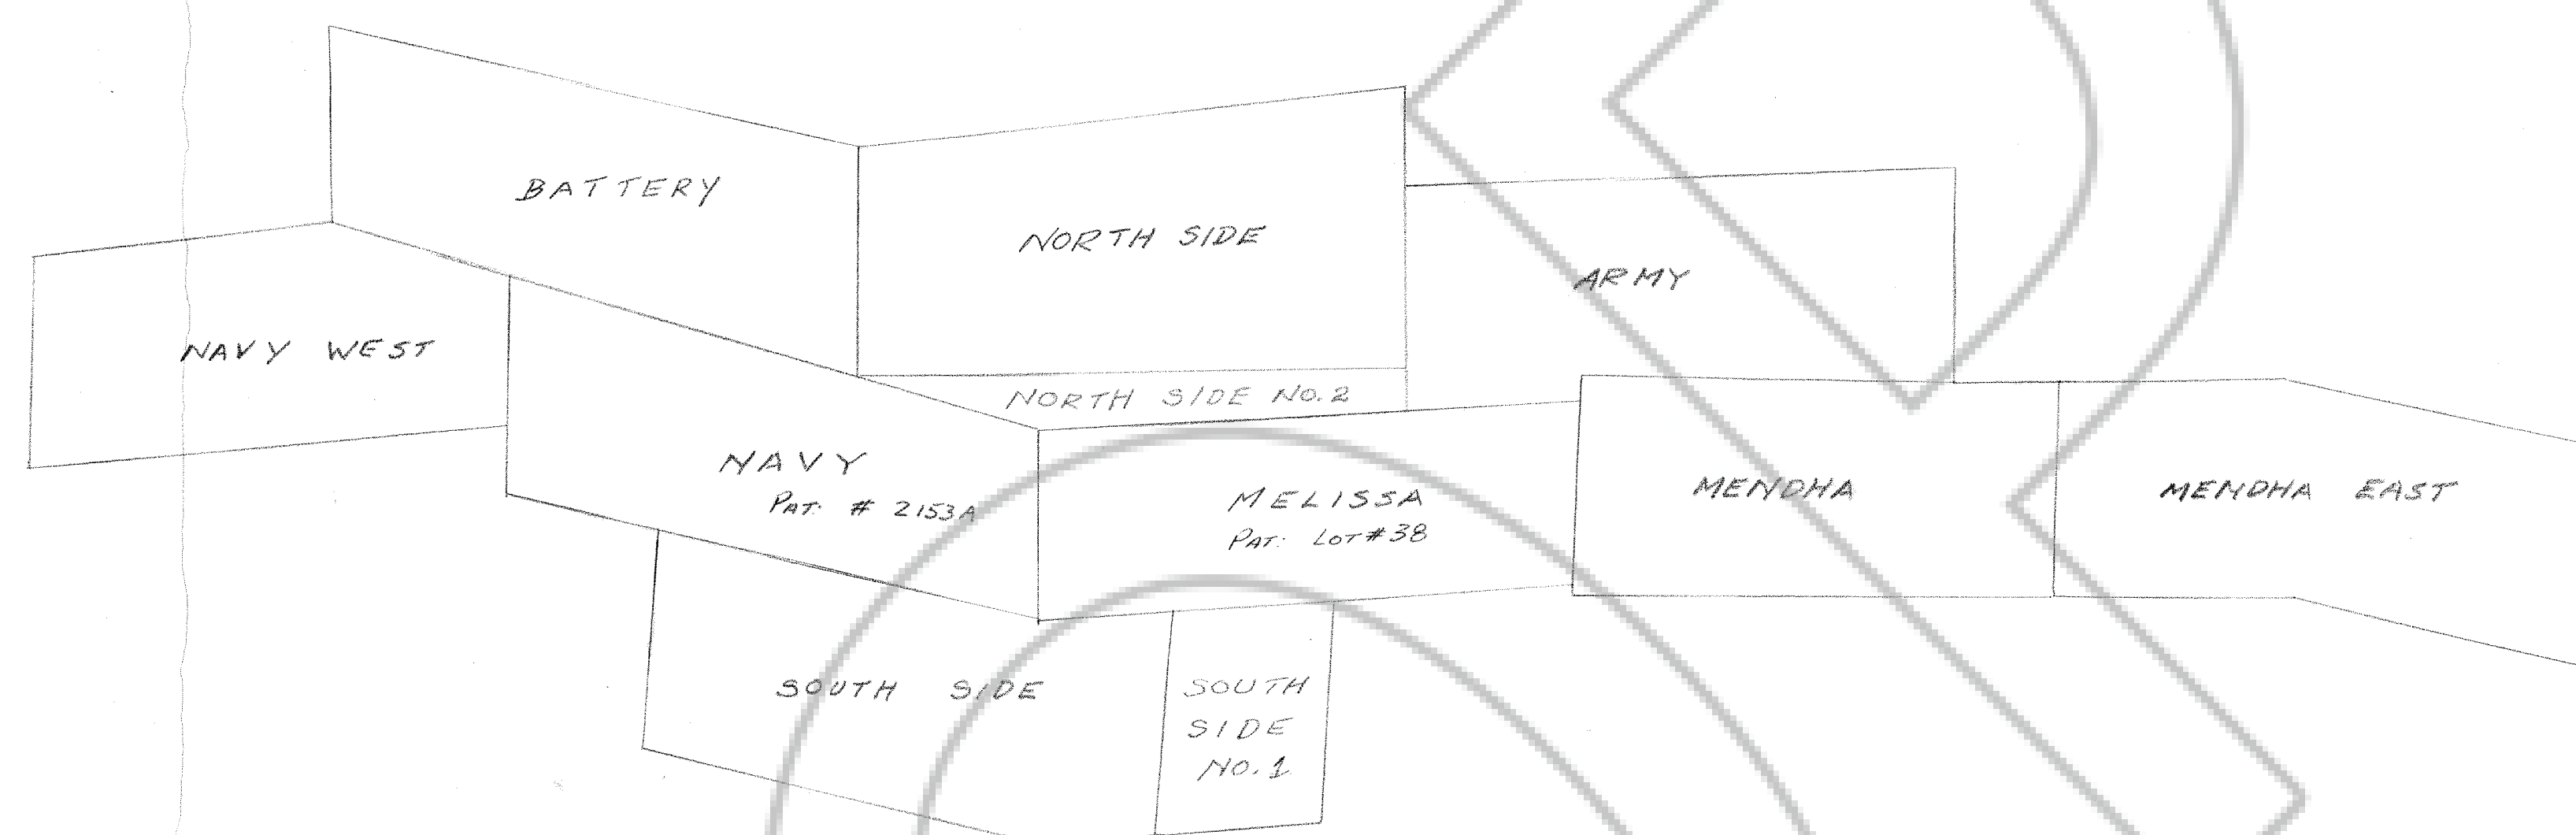 BATTERY
NORTH SIDE
ARMY
NAVY WEST
NORTH SIDE NO. 2
NAVY
PAT. # 2153A
MELISSA
PAT. LOT #38
MENDHA
MENDHA EAST
SOUTH SIDE
SOUTH
SIDE
NO. 1